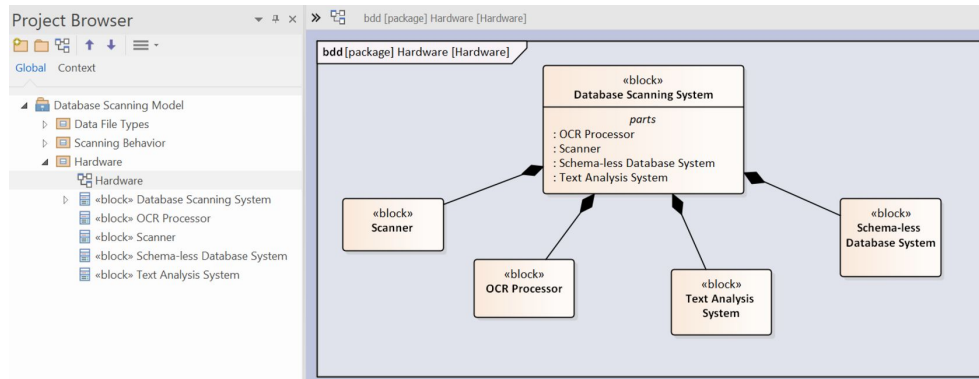 Project Browser
Global Context
Database Scanning Model
Data File Types
Scanning Behavior
Hardware
Hardware
«block» Database Scanning System
«block» OCR Processor
«block» Scanner
«block» Schema-less Database System
«block» Text Analysis System
bdd [package] Hardware [Hardware]
bdd [package] Hardware [Hardware]
«block»
Database Scanning System
parts
: OCR Processor
: Scanner
: Schema-less Database System
: Text Analysis System
«block»
Scanner
«block»
OCR Processor
«block»
Text Analysis
System
«block»
Schema-less
Database System